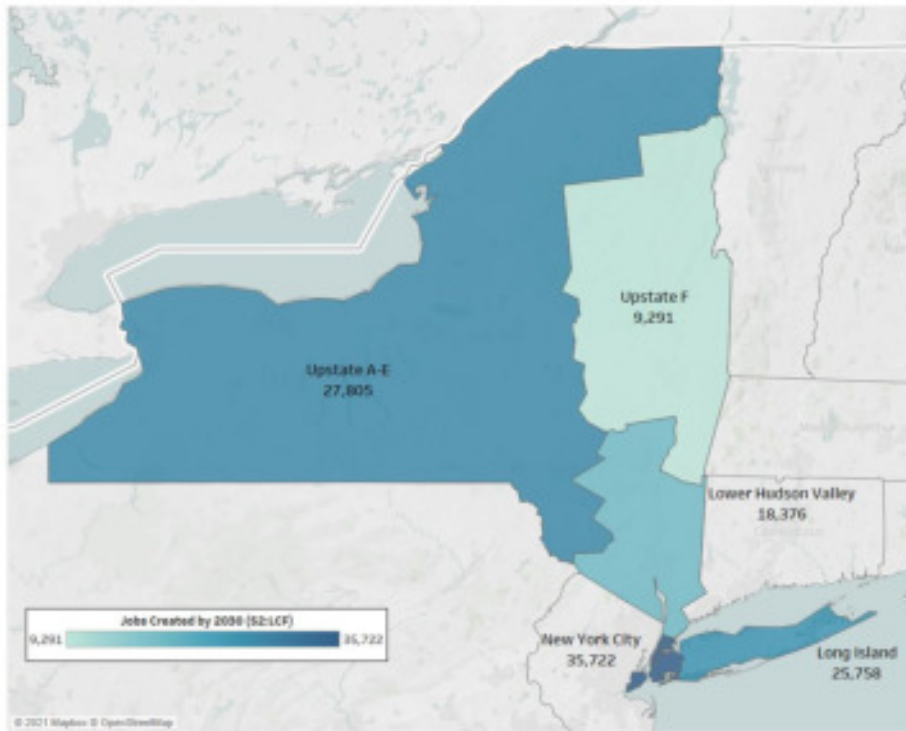 Upstate F
9,291
Upstate A-E
27,805
Lower Hudson Valley
18,376
Jobs Created by 2030 (S2:LCF)
9,291
35,722
New York City
35,722
Long Island
25,758
© 2021 Mapbox © OpenStreetMap